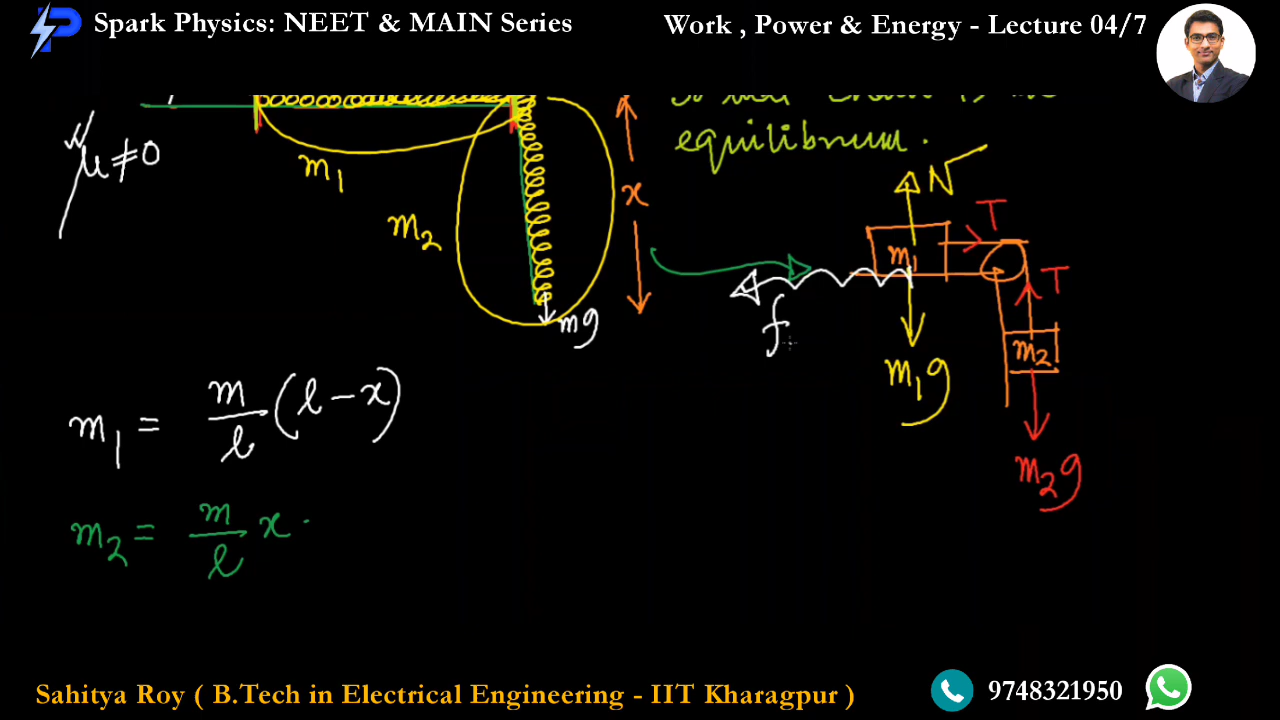 Spark Physics: NEET & MAIN Series
Work , Power & Energy - Lecture 04/7
equilibrium.
μ≠0
m₁
m₂
x
mg
N
T
m₁
T
f
m₂
m₁g
m₂g
m₁ = m/l (l - x)
m₂ = m/l x .
Sahitya Roy ( B.Tech in Electrical Engineering - IIT Kharagpur )
9748321950